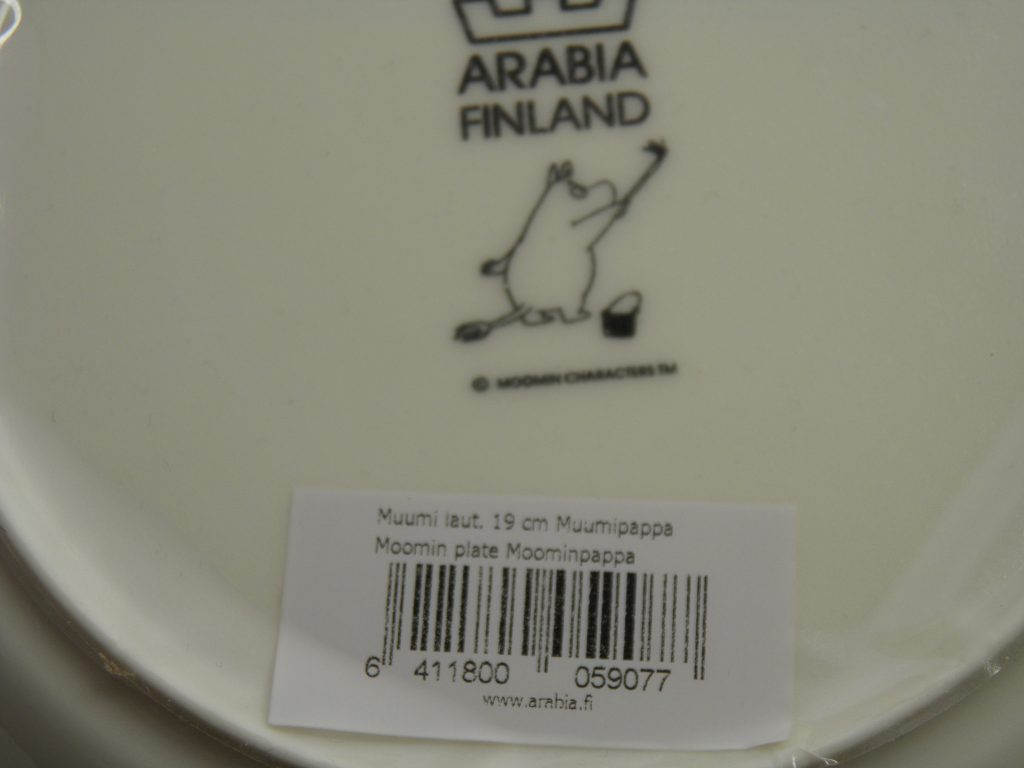 ARABIA
FINLAND
© MOOMIN CHARACTERS TM
Muumi laut. 19 cm Muumipappa
Moomin plate Moominpappa
6 411800 059077
www.arabia.fi